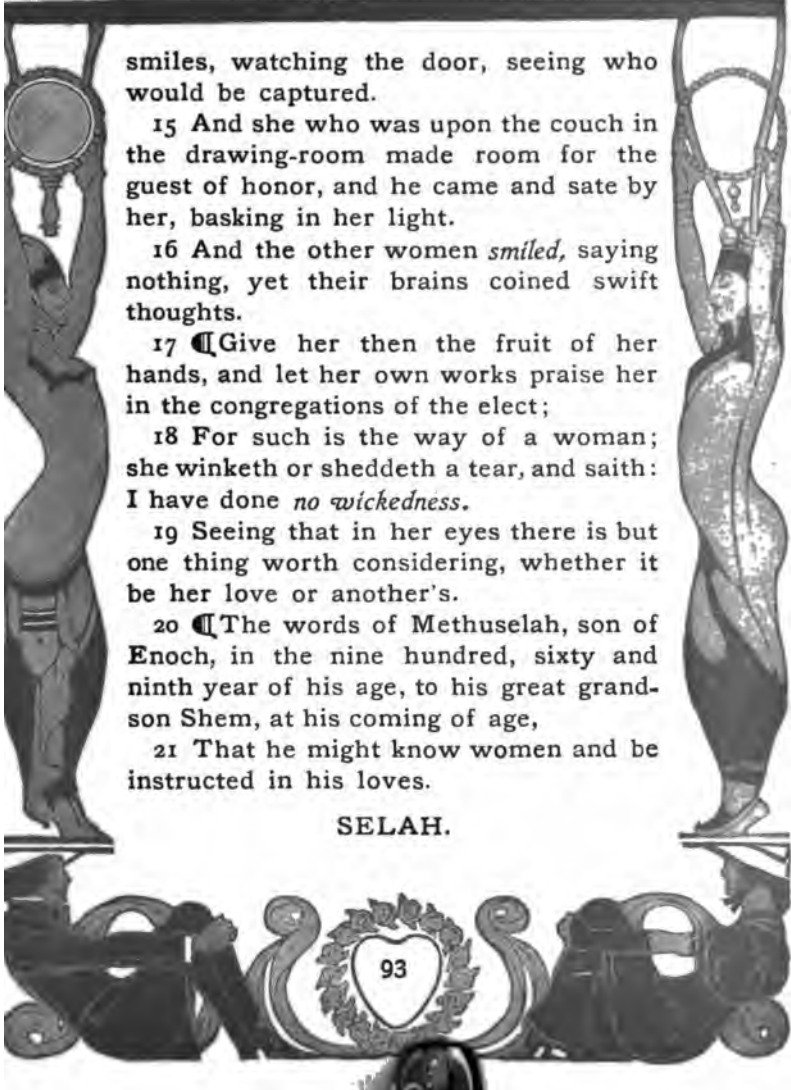 smiles, watching the door, seeing who
would be captured.
15 And she who was upon the couch in
the drawing-room made room for the
guest of honor, and he came and sate by
her, basking in her light.
16 And the other women smiled, saying
nothing, yet their brains coined swift
thoughts.
17 ¶Give her then the fruit of her
hands, and let her own works praise her
in the congregations of the elect;
18 For such is the way of a woman;
she winketh or sheddeth a tear, and saith:
I have done no wickedness.
19 Seeing that in her eyes there is but
one thing worth considering, whether it
be her love or another's.
20 ¶The words of Methuselah, son of
Enoch, in the nine hundred, sixty and
ninth year of his age, to his great grand-
son Shem, at his coming of age,
21 That he might know women and be
instructed in his loves.
SELAH.
93